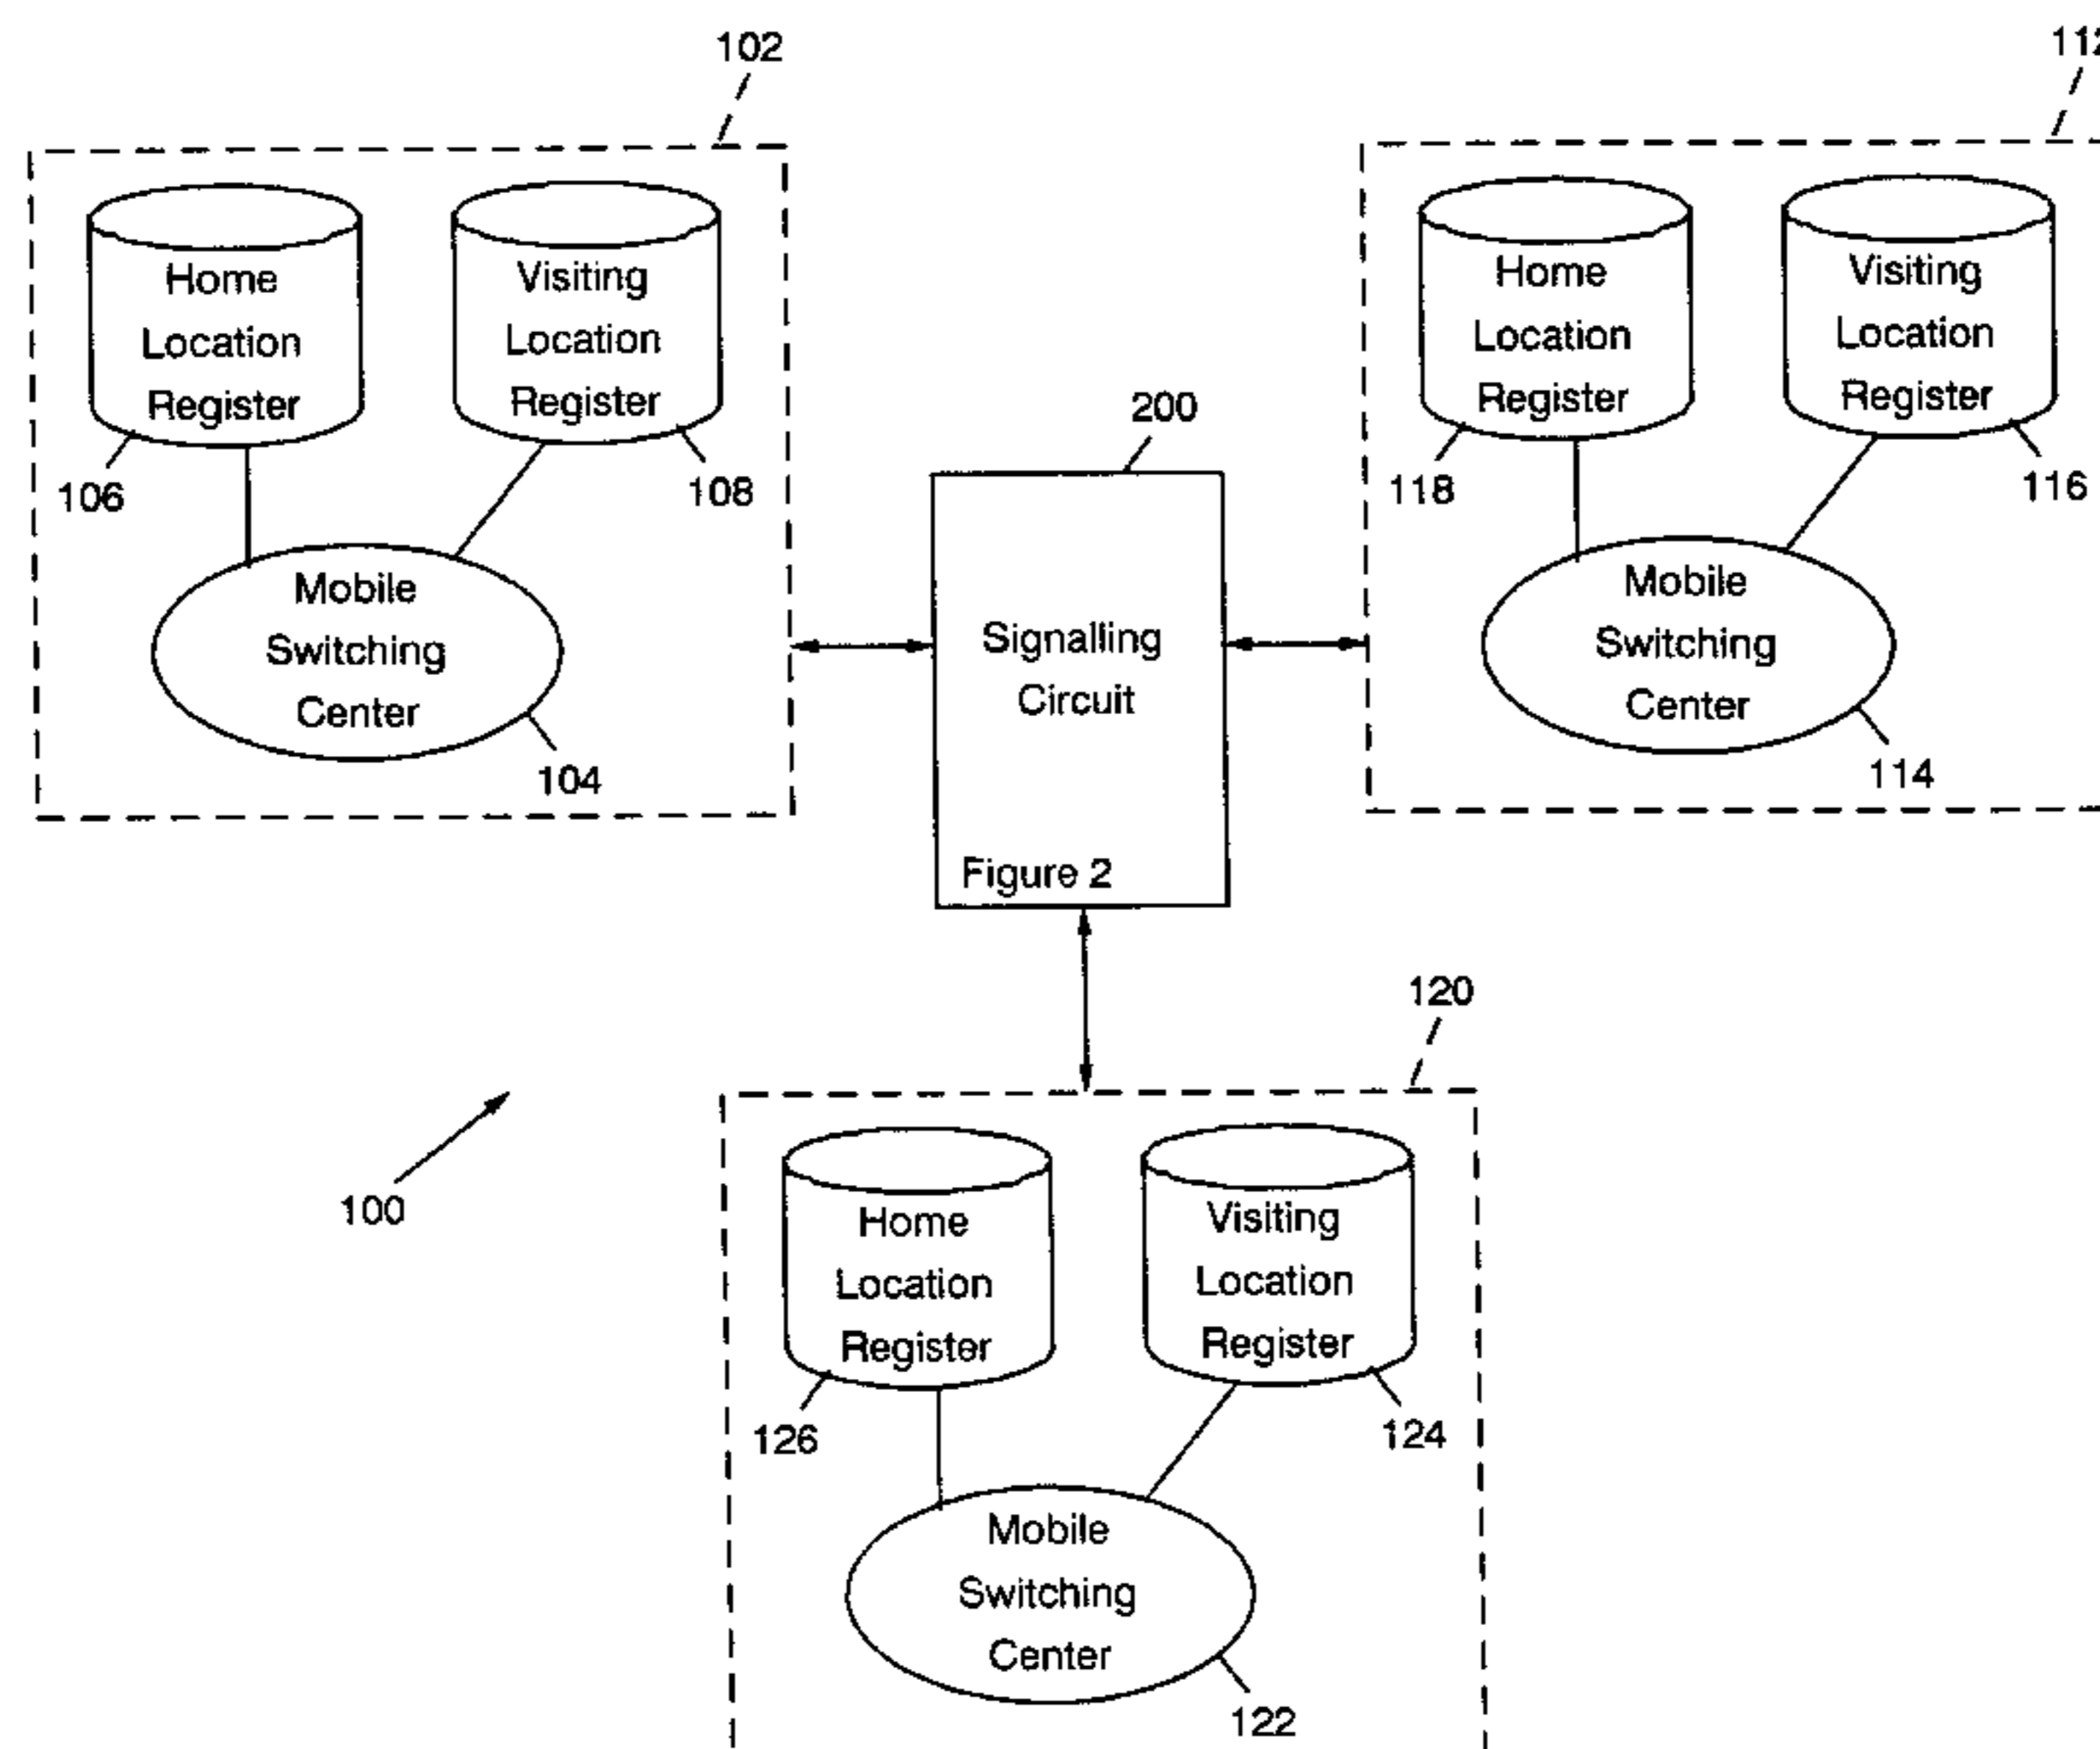 102
112
Home
Location
Register
Visiting
Location
Register
106
108
Mobile
Switching
Center
104
200
Signalling
Circuit
Figure 2
Home
Location
Register
Visiting
Location
Register
118
116
Mobile
Switching
Center
114
120
100
Home
Location
Register
Visiting
Location
Register
126
124
Mobile
Switching
Center
122